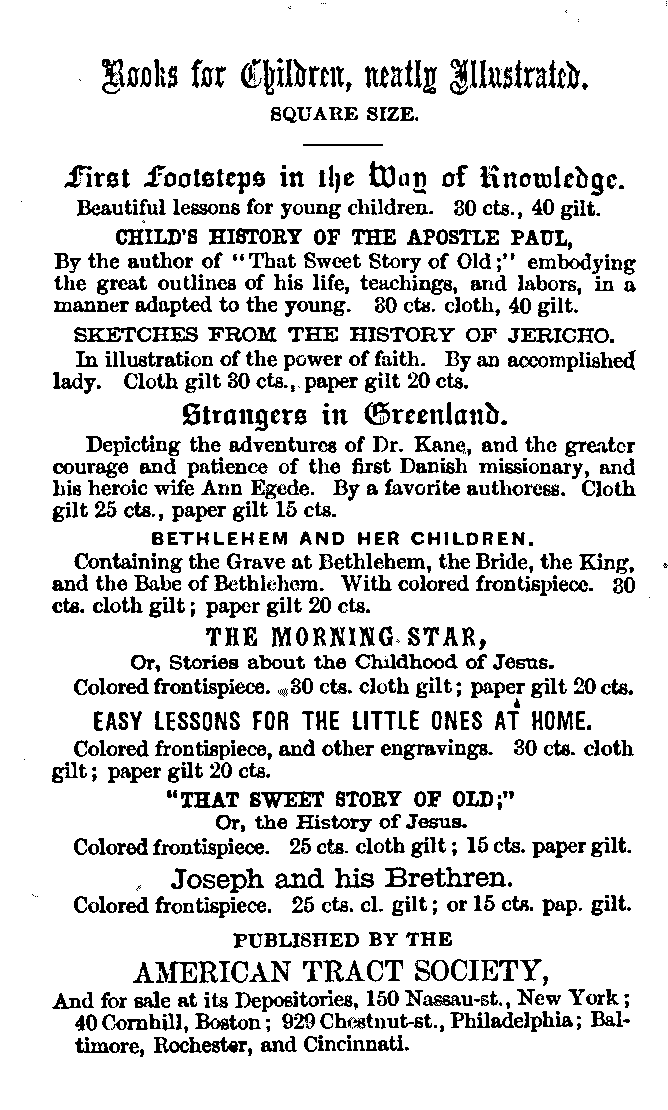 Books for Children, neatly Illustrated.
SQUARE SIZE.
First Footsteps in the Way of Knowledge.
Beautiful lessons for young children. 30 cts., 40 gilt.
CHILD'S HISTORY OF THE APOSTLE PAUL,
By the author of "That Sweet Story of Old;" embodying
the great outlines of his life, teachings, and labors, in a
manner adapted to the young. 30 cts. cloth, 40 gilt.
SKETCHES FROM THE HISTORY OF JERICHO.
In illustration of the power of faith. By an accomplished
lady. Cloth gilt 30 cts., paper gilt 20 cts.
Strangers in Greenland.
Depicting the adventures of Dr. Kane, and the greater
courage and patience of the first Danish missionary, and
his heroic wife Ann Egede. By a favorite authoress. Cloth
gilt 25 cts., paper gilt 15 cts.
BETHLEHEM AND HER CHILDREN.
Containing the Grave at Bethlehem, the Bride, the King,
and the Babe of Bethlehem. With colored frontispiece. 30
cts. cloth gilt; paper gilt 20 cts.
THE MORNING STAR,
Or, Stories about the Childhood of Jesus.
Colored frontispiece. 30 cts. cloth gilt; paper gilt 20 cts.
EASY LESSONS FOR THE LITTLE ONES AT HOME.
Colored frontispiece, and other engravings. 30 cts. cloth
gilt; paper gilt 20 cts.
"THAT SWEET STORY OF OLD;"
Or, the History of Jesus.
Colored frontispiece. 25 cts. cloth gilt; 15 cts. paper gilt.
Joseph and his Brethren.
Colored frontispiece. 25 cts. cl. gilt; or 15 cts. pap. gilt.
PUBLISHED BY THE
AMERICAN TRACT SOCIETY,
And for sale at its Depositories, 150 Nassau-st., New York;
40 Cornhill, Boston; 929 Chestnut-st., Philadelphia; Bal-
timore, Rochester, and Cincinnati.